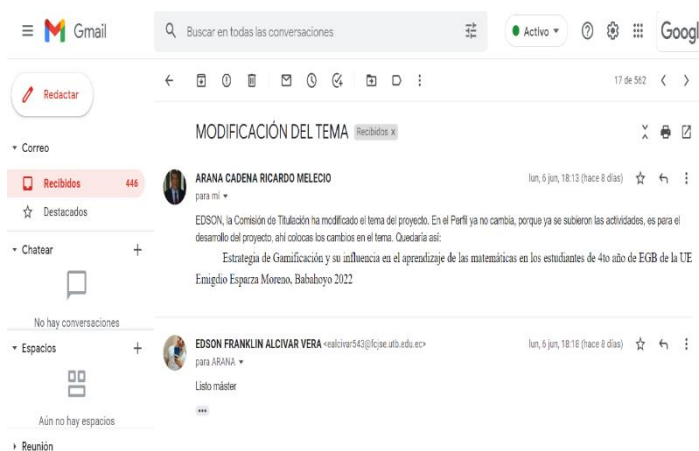 Gmail
Buscar en todas las conversaciones
Activo
Googl
Redactar
17 de 562
MODIFICACIÓN DEL TEMA Recibidos x
Correo
Recibidos 446
Destacados
Chatear
No hay conversaciones
Espacios
Aún no hay espacios
Reunión
ARANA CADENA RICARDO MELECIO lun, 6 jun, 18:13 (hace 8 días)
para mí
EDSON, la Comisión de Titulación ha modificado el tema del proyecto. En el Perfil ya no cambia, porque ya se subieron las actividades, es para el
desarrollo del proyecto, ahí colocas los cambios en el tema. Quedaría así:
Estrategia de Gamificación y su influencia en el aprendizaje de las matemáticas en los estudiantes de 4to año de EGB de la UE
Emigdio Esparza Moreno, Babahoyo 2022
EDSON FRANKLIN ALCIVAR VERA <ealcivar543@fcjse.utb.edu.ec> lun, 6 jun, 18:18 (hace 8 días)
para ARANA
Listo máster